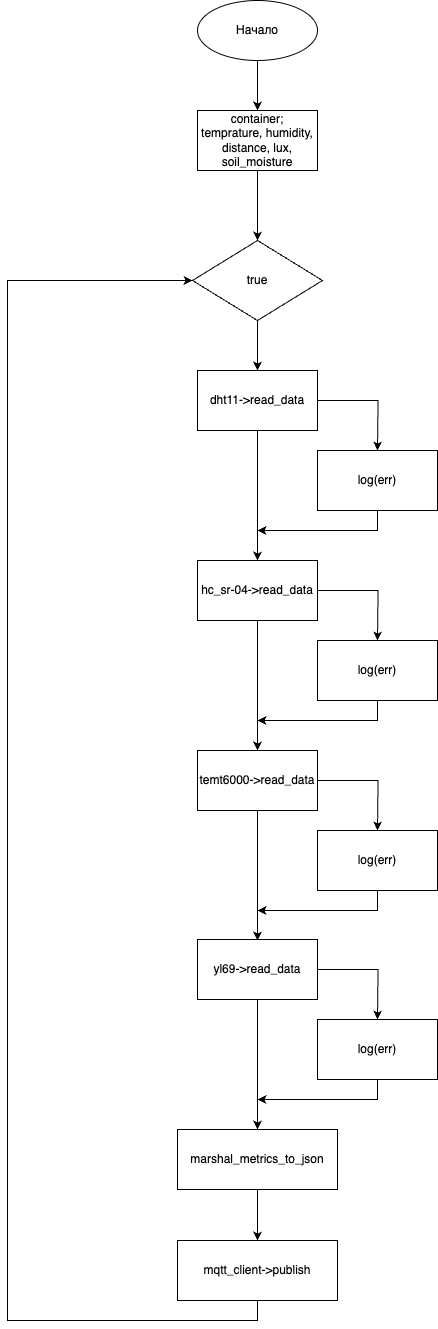 Начало
container;
temprature, humidity,
distance, lux,
soil_moisture
true
dht11->read_data
log(err)
hc_sr-04->read_data
log(err)
temt6000->read_data
log(err)
yl69->read_data
log(err)
marshal_metrics_to_json
mqtt_client->publish